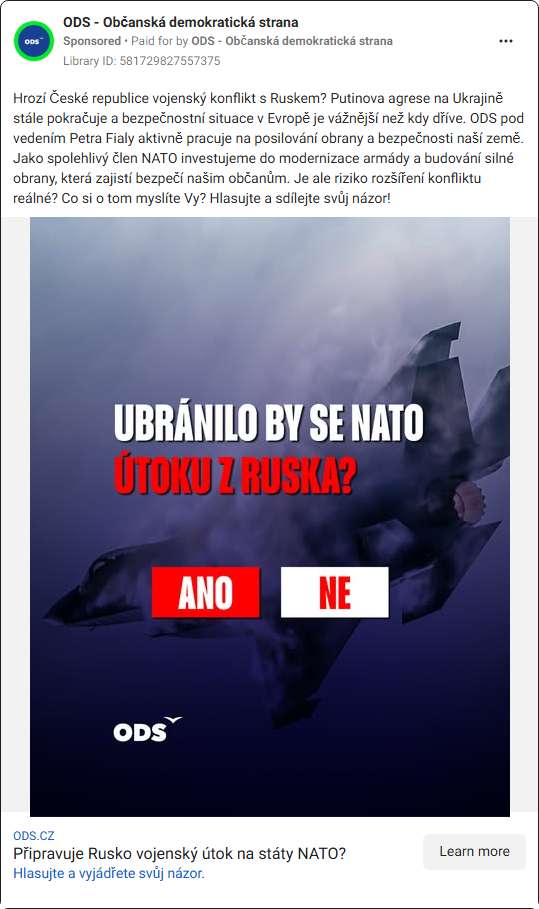 ODS - Občanská demokratická strana
Sponsored • Paid for by ODS - Občanská demokratická strana
Library ID: 581729827557375
Hrozí České republice vojenský konflikt s Ruskem? Putinova agrese na Ukrajině
stále pokračuje a bezpečnostní situace v Evropě je vážnější než kdy dříve. ODS pod
vedením Petra Fialy aktivně pracuje na posilování obrany a bezpečnosti naší země.
Jako spolehlivý člen NATO investujeme do modernizace armády a budování silné
obrany, která zajistí bezpečí našim občanům. Je ale riziko rozšíření konfliktu
reálné? Co si o tom myslíte Vy? Hlasujte a sdílejte svůj názor!
UBRÁNILO BY SE NATO
ÚTOKU Z RUSKA?
ANO NE
ODS
ODS.CZ
Připravuje Rusko vojenský útok na státy NATO?
Hlasujte a vyjádřete svůj názor.
Learn more